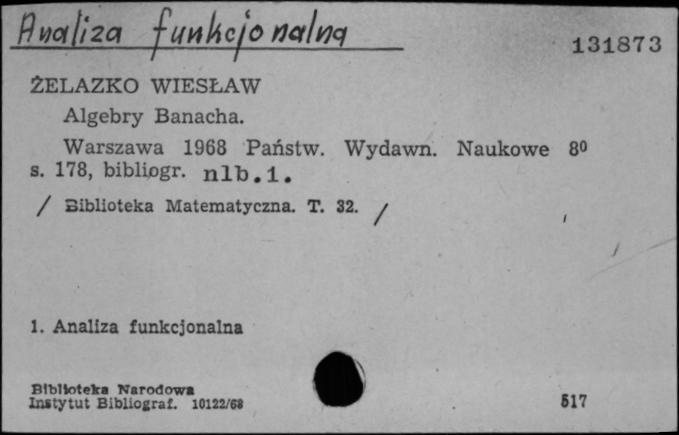 Analiza funkcjonalna
131873
ŻELAZKO WIESŁAW
Algebry Banacha.
Warszawa 1968 Państw. Wydawn. Naukowe 8⁰
s. 178, bibliogr. nlb.1.
/ Biblioteka Matematyczna. T. 32. /
1. Analiza funkcjonalna
Biblioteka Narodowa
Instytut Bibliograf. 10122/68
517